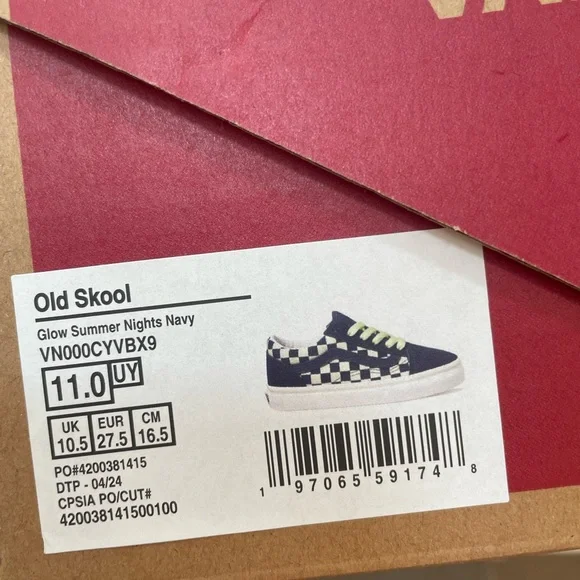 VANS
Old Skool
Glow Summer Nights Navy
VN000CYVBX9
11.0 UY
UK EUR CM
10.5 27.5 16.5
PO#4200381415
DTP - 04/24
CPSIA PO/CUT#
420038141500100
1 97065 59174 8